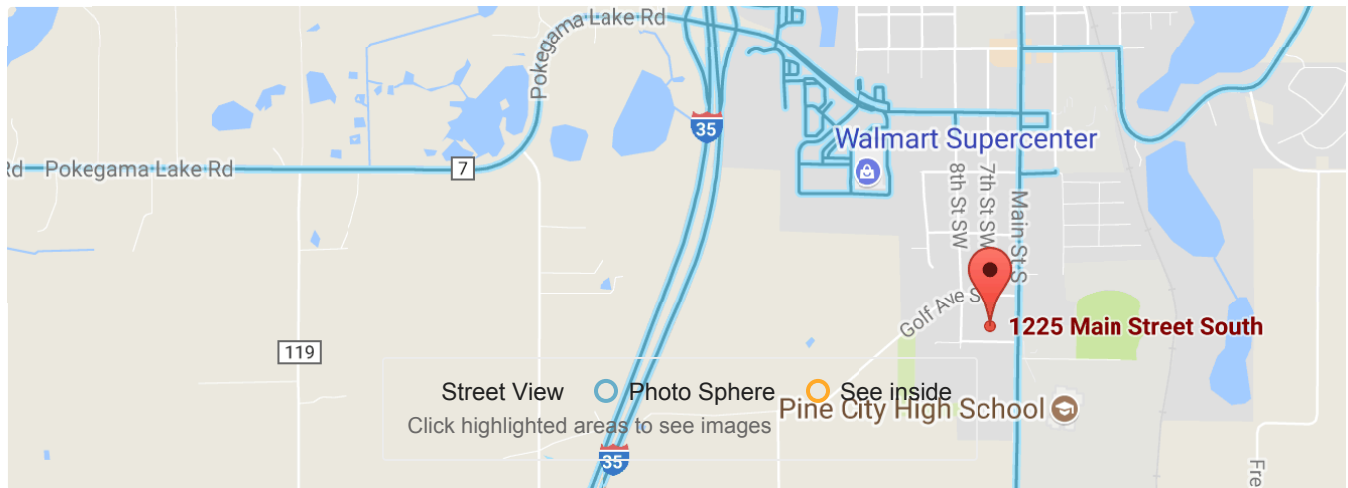 Pokegama Lake Rd
35
Walmart Supercenter
Rd
Pokegama Lake Rd
7
8th St SW
7th St SW
Main St S
Golf Ave S
1225 Main Street South
119
Street View
Photo Sphere
See inside
Pine City High School
Click highlighted areas to see images
35
Fre